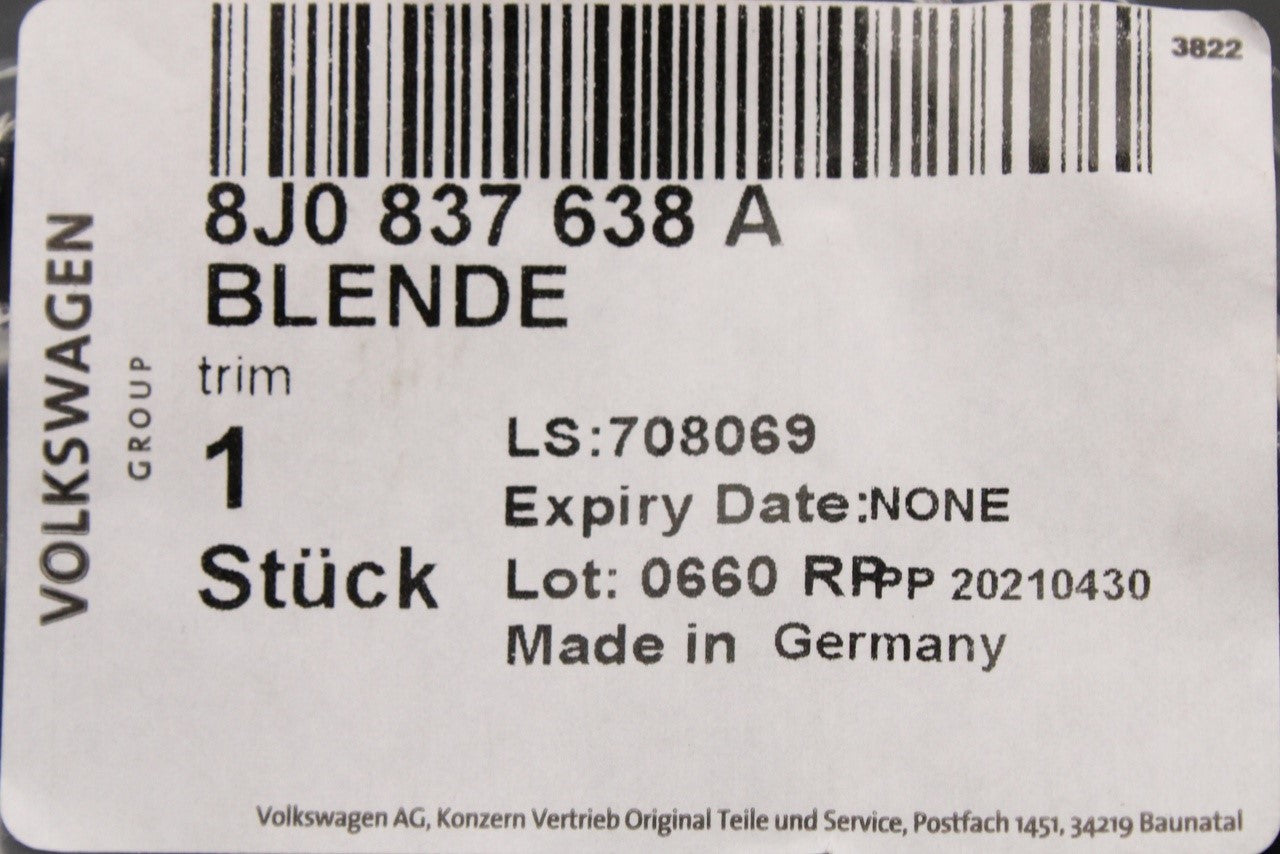 3822
8J0 837 638 A
BLENDE
trim
1
Stück
LS:708069
Expiry Date:NONE
Lot: 0660 RPPP 20210430
Made in Germany
VOLKSWAGEN
GROUP
Volkswagen AG, Konzern Vertrieb Original Teile und Service, Postfach 1451, 34219 Baunatal